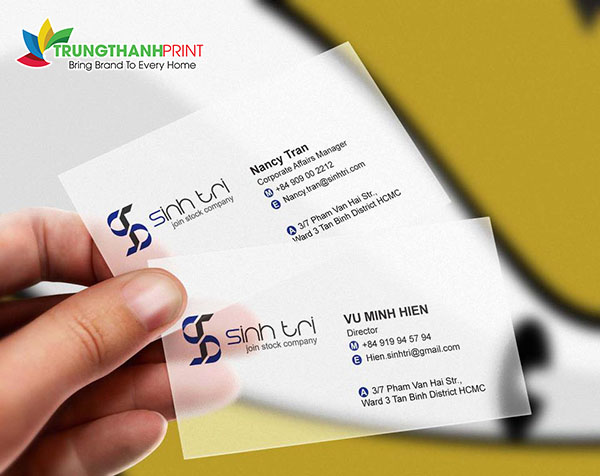 TRUNGTHANHPRINT
Bring Brand To Every Home
sinh tri
join stock company
Nancy Tran
Corporate Affairs Manager
M +84 909 00 2212
E Nancy.tran@sinhtri.com
A 3/7 Pham Van Hai Str.,
Ward 3 Tan Binh District HCMC
sinh tri
join stock company
VU MINH HIEN
Director
M +84 919 94 57 94
E Hien.sinhtri@gmail.com
A 3/7 Pham Van Hai Str.,
Ward 3 Tan Binh District HCMC